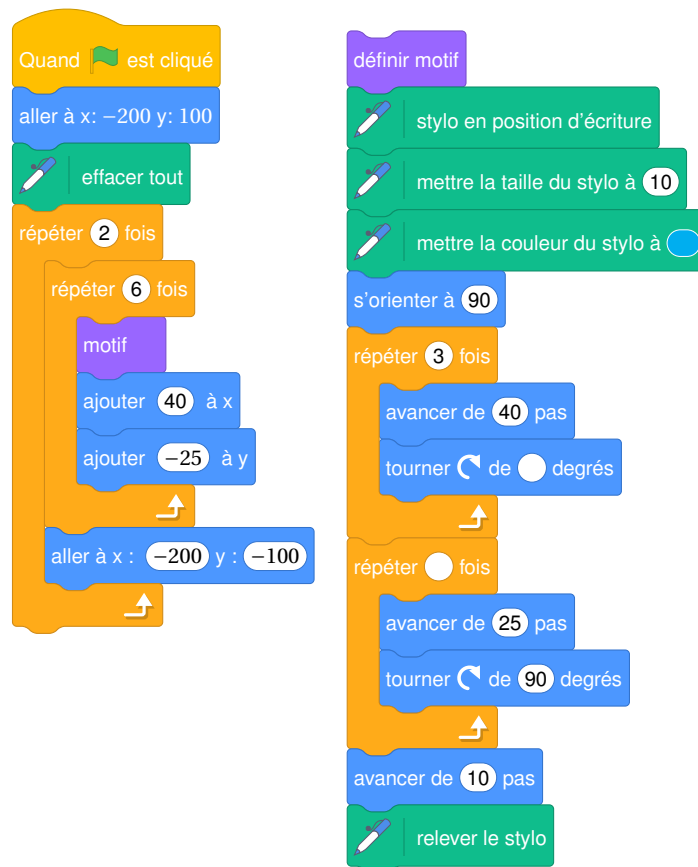 Quand est cliqué
aller à x: −200 y: 100
effacer tout
répéter 2 fois
répéter 6 fois
motif
ajouter 40 à x
ajouter −25 à y
aller à x : −200 y : −100
définir motif
stylo en position d'écriture
mettre la taille du stylo à 10
mettre la couleur du stylo à
s'orienter à 90
répéter 3 fois
avancer de 40 pas
tourner de degrés
répéter fois
avancer de 25 pas
tourner de 90 degrés
avancer de 10 pas
relever le stylo